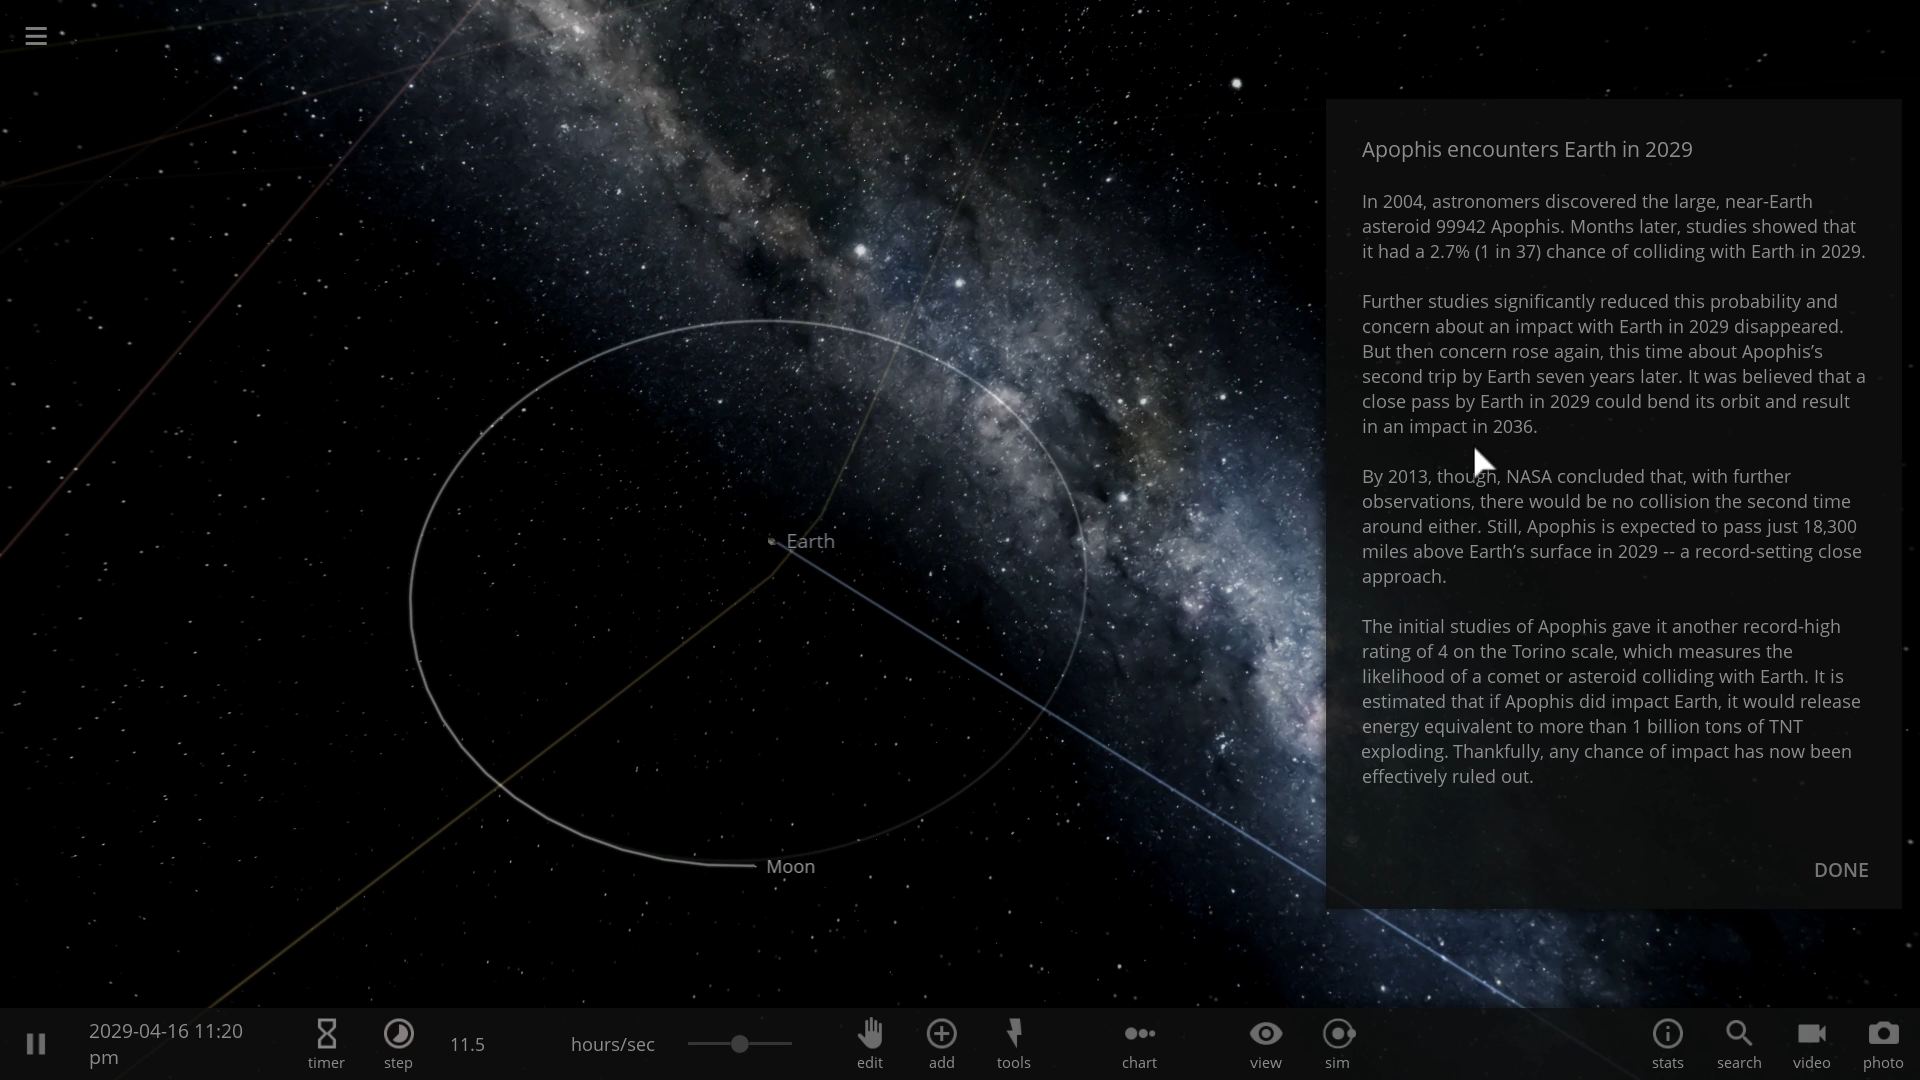 Apophis encounters Earth in 2029
In 2004, astronomers discovered the large, near-Earth
asteroid 99942 Apophis. Months later, studies showed that
it had a 2.7% (1 in 37) chance of colliding with Earth in 2029.
Further studies significantly reduced this probability and
concern about an impact with Earth in 2029 disappeared.
But then concern rose again, this time about Apophis’s
second trip by Earth seven years later. It was believed that a
close pass by Earth in 2029 could bend its orbit and result
in an impact in 2036.
By 2013, though, NASA concluded that, with further
observations, there would be no collision the second time
around either. Still, Apophis is expected to pass just 18,300
miles above Earth’s surface in 2029 -- a record-setting close
approach.
The initial studies of Apophis gave it another record-high
rating of 4 on the Torino scale, which measures the
likelihood of a comet or asteroid colliding with Earth. It is
estimated that if Apophis did impact Earth, it would release
energy equivalent to more than 1 billion tons of TNT
exploding. Thankfully, any chance of impact has now been
effectively ruled out.
DONE
Earth
Moon
2029-04-16 11:20
pm
timer
step
11.5
hours/sec
edit
add
tools
chart
view
sim
stats
search
video
photo